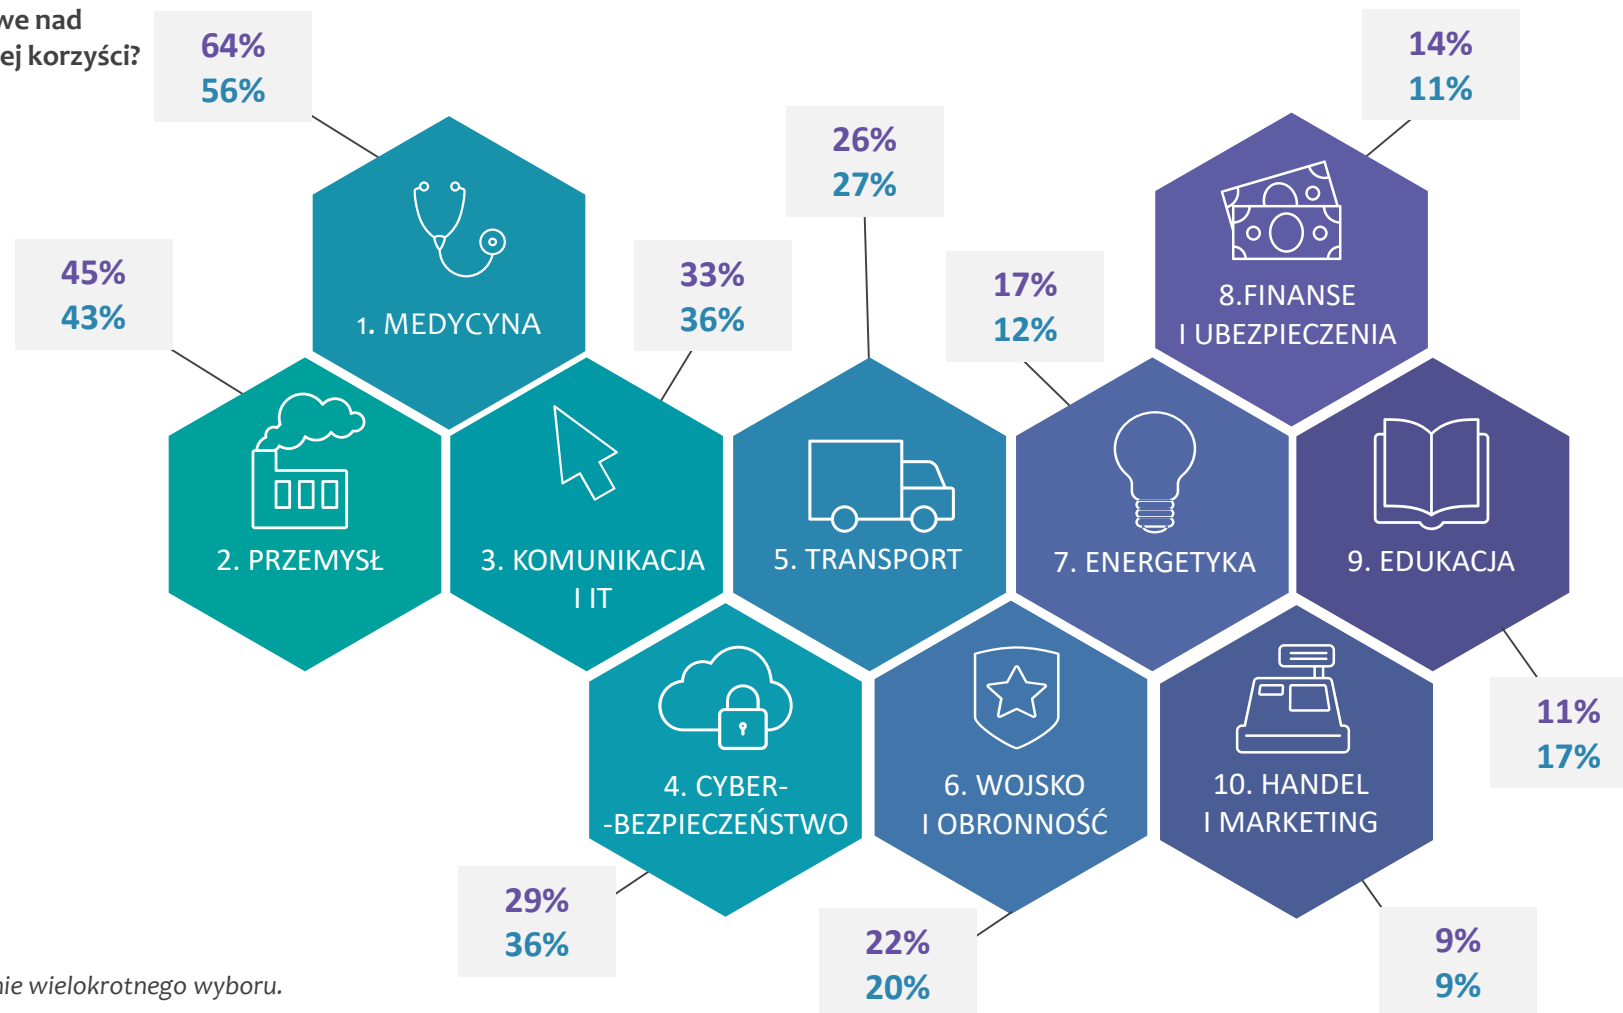 we nad
ej korzyści?
64%
56%
1. MEDYCYNA
45%
43%
2. PRZEMYSŁ
33%
36%
3. KOMUNIKACJA
I IT
29%
36%
4. CYBER-
-BEZPIECZEŃSTWO
26%
27%
5. TRANSPORT
22%
20%
6. WOJSKO
I OBRONNOŚĆ
17%
12%
7. ENERGETYKA
14%
11%
8.FINANSE
I UBEZPIECZENIA
11%
17%
9. EDUKACJA
9%
9%
10. HANDEL
I MARKETING
nie wielokrotnego wyboru.